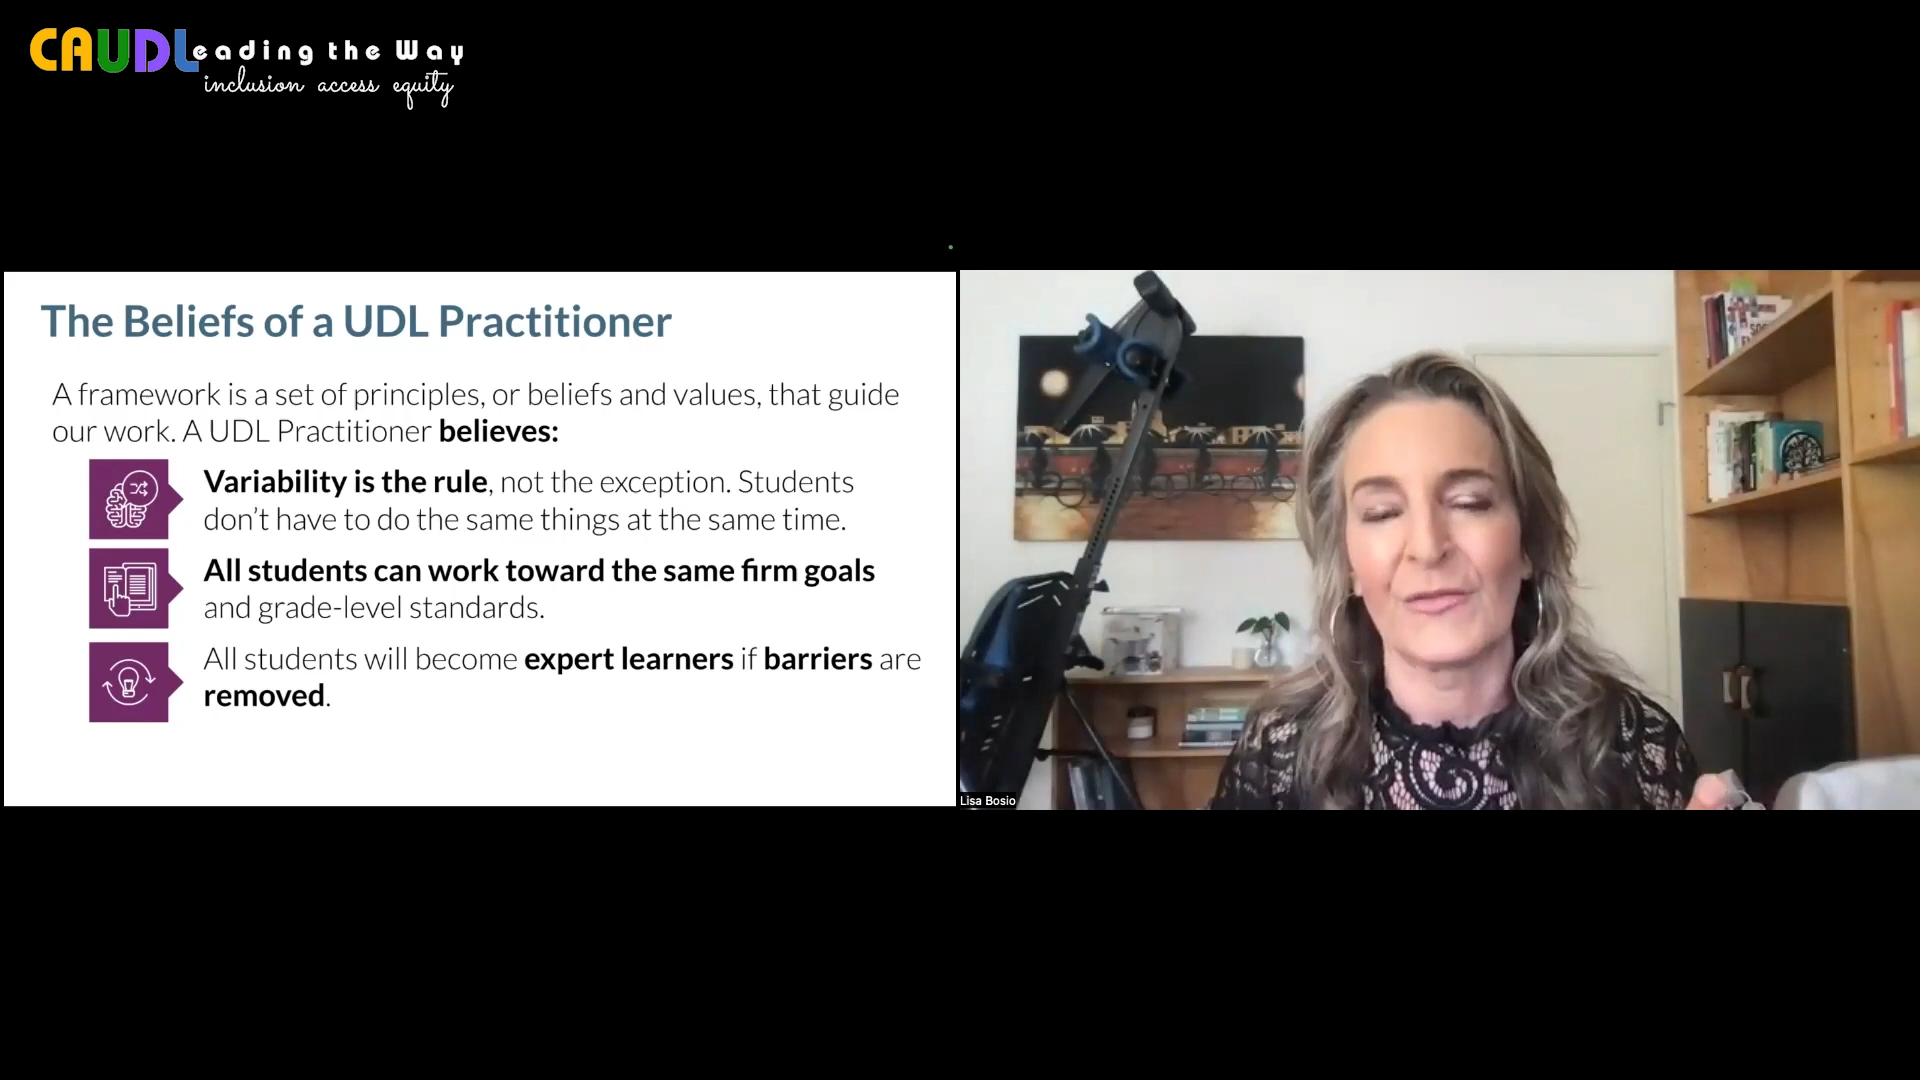 CAUDLeading the Way
inclusion access equity
The Beliefs of a UDL Practitioner
A framework is a set of principles, or beliefs and values, that guide
our work. A UDL Practitioner believes:
Variability is the rule, not the exception. Students
don't have to do the same things at the same time.
All students can work toward the same firm goals
and grade-level standards.
All students will become expert learners if barriers are
removed.
Lisa Bosio